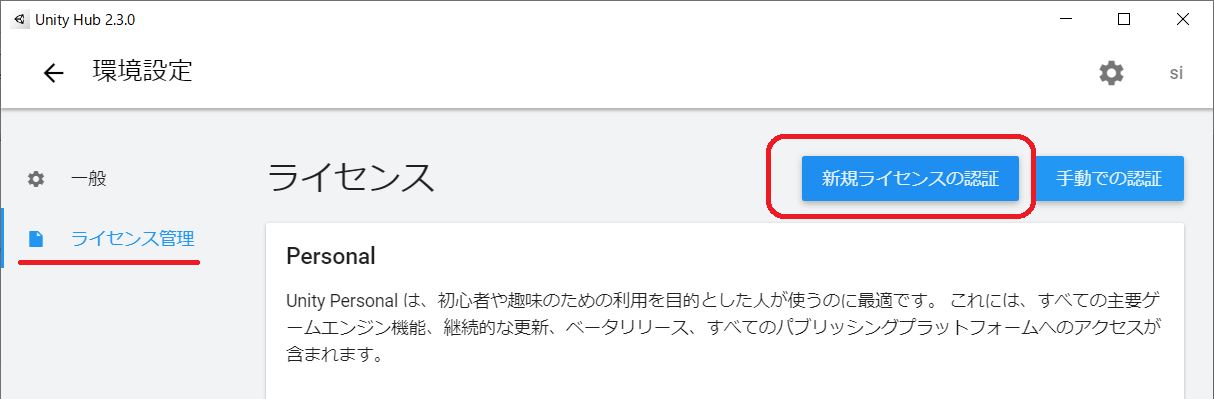 Unity Hub 2.3.0
環境設定
si
一般
ライセンス管理
ライセンス
新規ライセンスの認証
手動での認証
Personal
Unity Personal は、初心者や趣味のための利用を目的とした人が使うのに最適です。 これには、すべての主要ゲ
ームエンジン機能、継続的な更新、ベータリリース、すべてのパブリッシングプラットフォームへのアクセスが
含まれます。